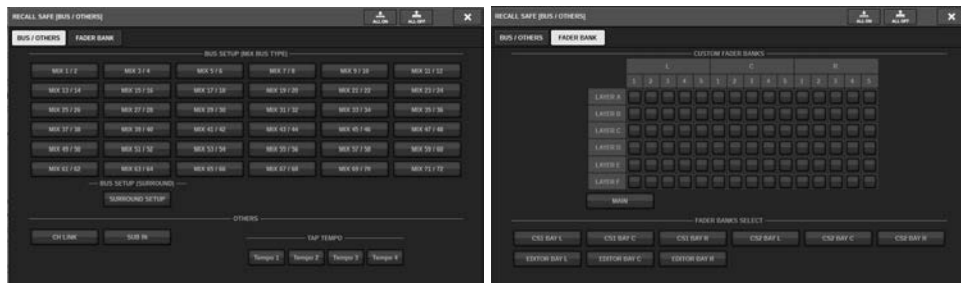 RECALL SAFE [BUS / OTHERS]
ALL ON
ALL OFF
BUS / OTHERS
FADER BANK
BUS SETUP (MIX BUS TYPE)
MIX 1 / 2
MIX 3 / 4
MIX 5 / 6
MIX 7 / 8
MIX 9 / 10
MIX 11 / 12
MIX 13 / 14
MIX 15 / 16
MIX 17 / 18
MIX 19 / 20
MIX 21 / 22
MIX 23 / 24
MIX 25 / 26
MIX 27 / 28
MIX 29 / 30
MIX 31 / 32
MIX 33 / 34
MIX 35 / 36
MIX 37 / 38
MIX 39 / 40
MIX 41 / 42
MIX 43 / 44
MIX 45 / 46
MIX 47 / 48
MIX 49 / 50
MIX 51 / 52
MIX 53 / 54
MIX 55 / 56
MIX 57 / 58
MIX 59 / 60
MIX 61 / 62
MIX 63 / 64
MIX 65 / 66
MIX 67 / 68
MIX 69 / 70
MIX 71 / 72
BUS SETUP (SURROUND)
SURROUND SETUP
OTHERS
CH LINK
SUB IN
TAP TEMPO
Tempo 1
Tempo 2
Tempo 3
Tempo 4
RECALL SAFE [BUS / OTHERS]
ALL ON
ALL OFF
BUS / OTHERS
FADER BANK
CUSTOM FADER BANKS
L C R
1 2 3 4 5 1 2 3 4 5 1 2 3 4 5
LAYER A
LAYER B
LAYER C
LAYER D
LAYER E
LAYER F
MAIN
FADER BANKS SELECT
CS1 BAY L
CS1 BAY C
CS1 BAY R
CS2 BAY L
CS2 BAY C
CS2 BAY R
EDITOR BAY L
EDITOR BAY C
EDITOR BAY R